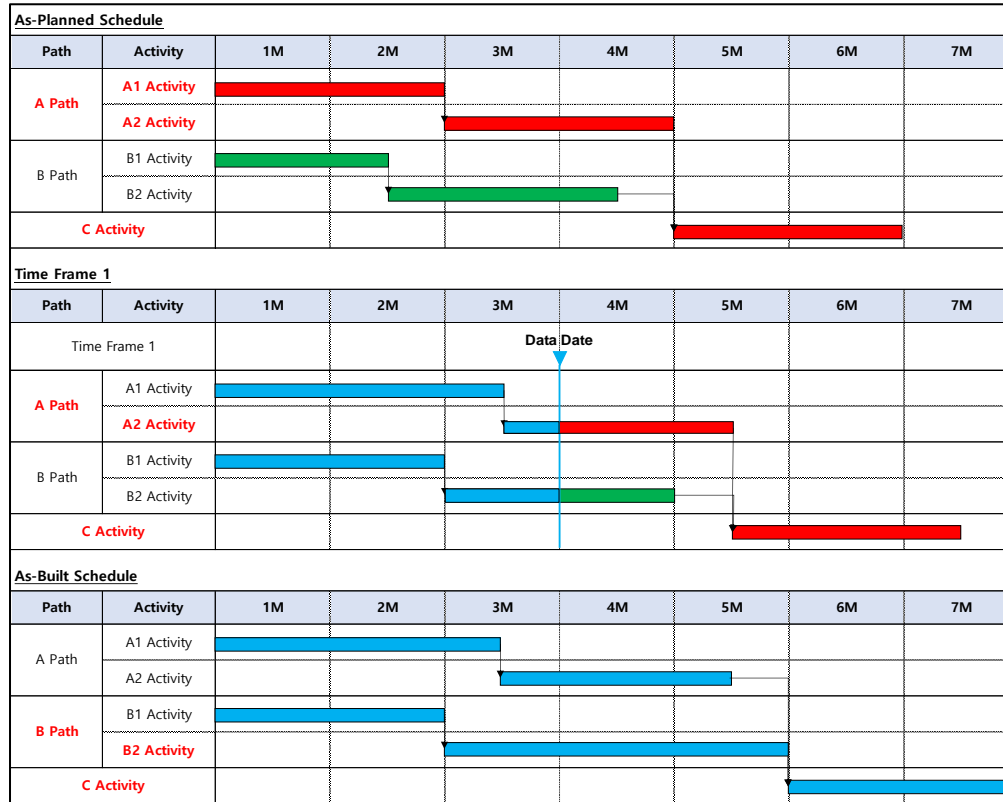 As-Planned Schedule
Path Activity 1M 2M 3M 4M 5M 6M 7M
A Path
A1 Activity
A2 Activity
B Path
B1 Activity
B2 Activity
C Activity
Time Frame 1
Path Activity 1M 2M 3M 4M 5M 6M 7M
Time Frame 1
Data Date
A Path
A1 Activity
A2 Activity
B Path
B1 Activity
B2 Activity
C Activity
As-Built Schedule
Path Activity 1M 2M 3M 4M 5M 6M 7M
A Path
A1 Activity
A2 Activity
B Path
B1 Activity
B2 Activity
C Activity